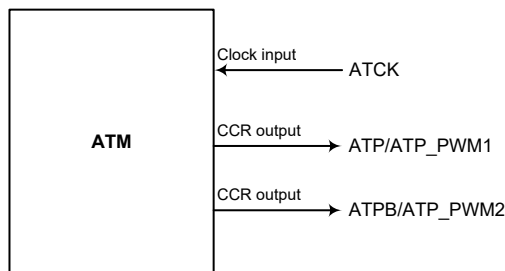 Clock input
ATCK
ATM
CCR output
ATP/ATP_PWM1
CCR output
ATPB/ATP_PWM2